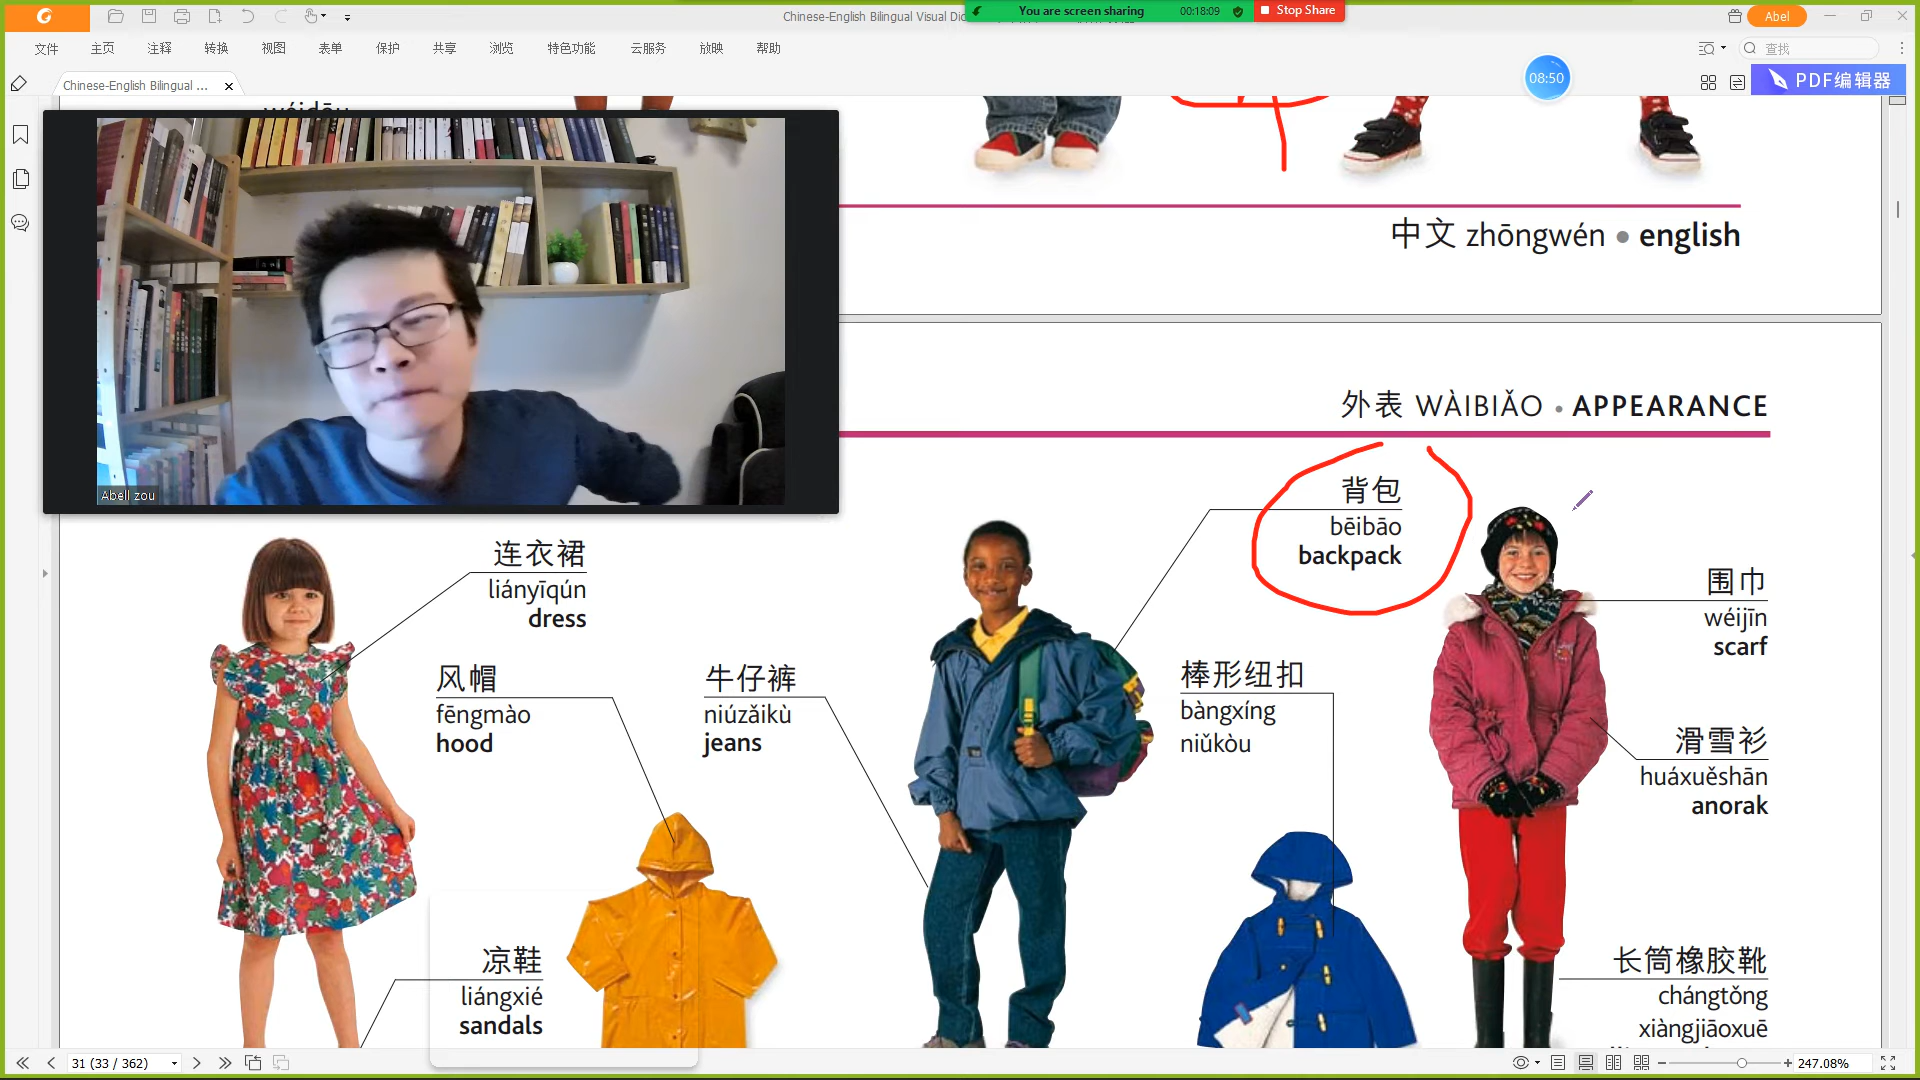 Chinese-English Bilingual Visual Dic
You are screen sharing
00:18:09
Stop Share
Abel
文件
主页
注释
转换
视图
表单
保护
共享
浏览
特色功能
云服务
放映
帮助
查找
Chinese-English Bilingual ...
08:50
PDF编辑器
Abell zou
中文 zhōngwén • english
外表 WÀIBIǍO • APPEARANCE
背包
bēibāo
backpack
连衣裙
liányīqún
dress
围巾
wéijīn
scarf
风帽
fēngmào
hood
牛仔裤
niúzǎikù
jeans
棒形纽扣
bàngxíng
niǔkòu
滑雪衫
huáxuěshān
anorak
凉鞋
liángxié
sandals
长筒橡胶靴
chángtǒng
xiàngjiāoxuē
31 (33 / 362)
247.08%